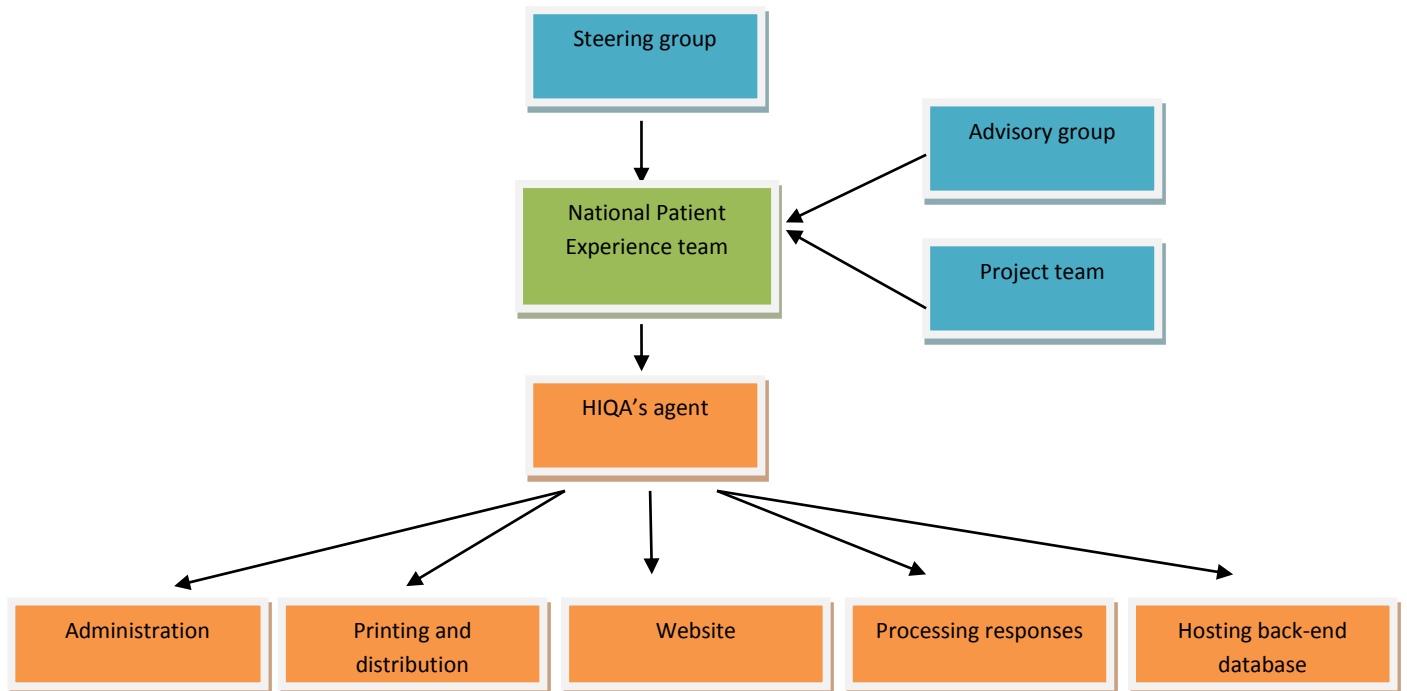 Steering group
Advisory group
National Patient
Experience team
Project team
HIQA’s agent
Administration
Printing and
distribution
Website
Processing responses
Hosting back-end
database